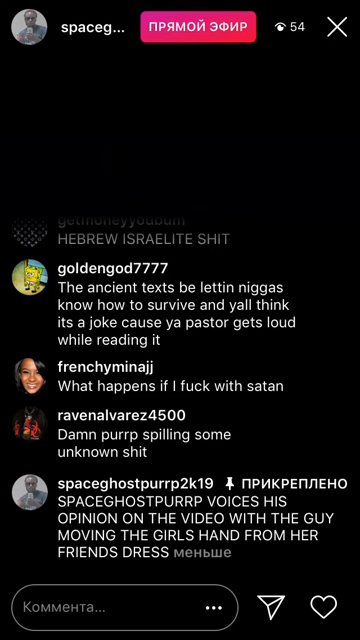 spaceg...
ПРЯМОЙ ЭФИР
54
getmoneyyoubum
HEBREW ISRAELITE SHIT
goldengod7777
The ancient texts be lettin niggas
know how to survive and yall think
its a joke cause ya pastor gets loud
while reading it
frenchyminajj
What happens if I fuck with satan
ravenalvarez4500
Damn purrp spilling some
unknown shit
spaceghostpurrp2k19 ПРИКРЕПЛЕНО
SPACEGHOSTPURRP VOICES HIS
OPINION ON THE VIDEO WITH THE GUY
MOVING THE GIRLS HAND FROM HER
FRIENDS DRESS меньше
Коммента...